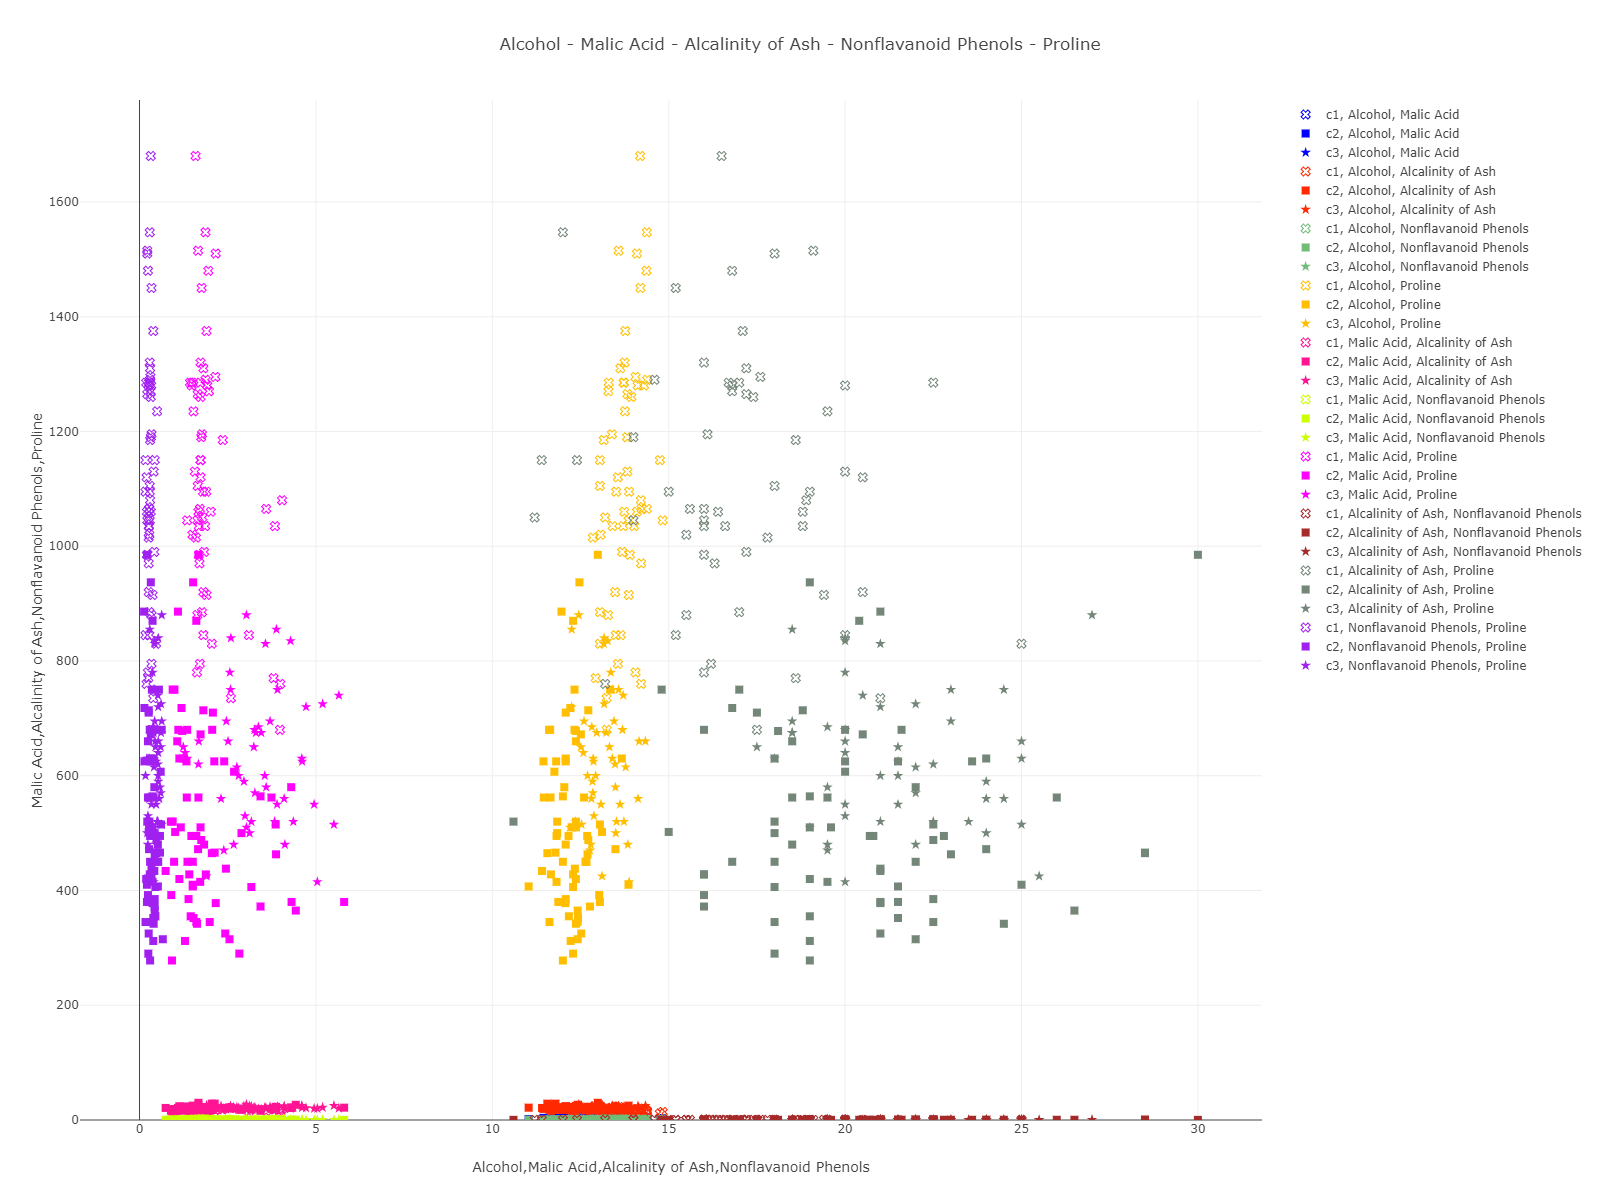 Alcohol - Malic Acid - Alcalinity of Ash - Nonflavanoid Phenols - Proline
c1, Alcohol, Malic Acid
c2, Alcohol, Malic Acid
c3, Alcohol, Malic Acid
c1, Alcohol, Alcalinity of Ash
c2, Alcohol, Alcalinity of Ash
c3, Alcohol, Alcalinity of Ash
c1, Alcohol, Nonflavanoid Phenols
c2, Alcohol, Nonflavanoid Phenols
c3, Alcohol, Nonflavanoid Phenols
c1, Alcohol, Proline
c2, Alcohol, Proline
c3, Alcohol, Proline
c1, Malic Acid, Alcalinity of Ash
c2, Malic Acid, Alcalinity of Ash
c3, Malic Acid, Alcalinity of Ash
c1, Malic Acid, Nonflavanoid Phenols
c2, Malic Acid, Nonflavanoid Phenols
c3, Malic Acid, Nonflavanoid Phenols
c1, Malic Acid, Proline
c2, Malic Acid, Proline
c3, Malic Acid, Proline
c1, Alcalinity of Ash, Nonflavanoid Phenols
c2, Alcalinity of Ash, Nonflavanoid Phenols
c3, Alcalinity of Ash, Nonflavanoid Phenols
c1, Alcalinity of Ash, Proline
c2, Alcalinity of Ash, Proline
c3, Alcalinity of Ash, Proline
c1, Nonflavanoid Phenols, Proline
c2, Nonflavanoid Phenols, Proline
c3, Nonflavanoid Phenols, Proline
Malic Acid,Alcalinity of Ash,Nonflavanoid Phenols,Proline
1600
1400
1200
1000
800
600
400
200
0
0
5
10
15
20
25
30
Alcohol,Malic Acid,Alcalinity of Ash,Nonflavanoid Phenols